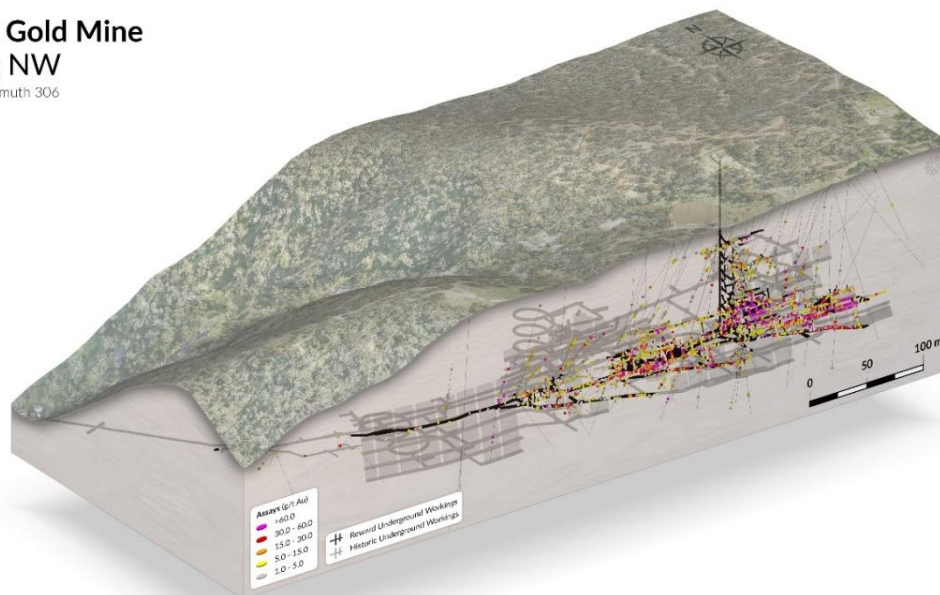 Gold Mine
NW
muth 306
N
0 50 100 m
Assays (g/t Au)
>60.0
30.0 - 60.0
15.0 - 30.0
5.0 - 15.0
1.0 - 5.0
Reward Underground Workings
Historic Underground Workings